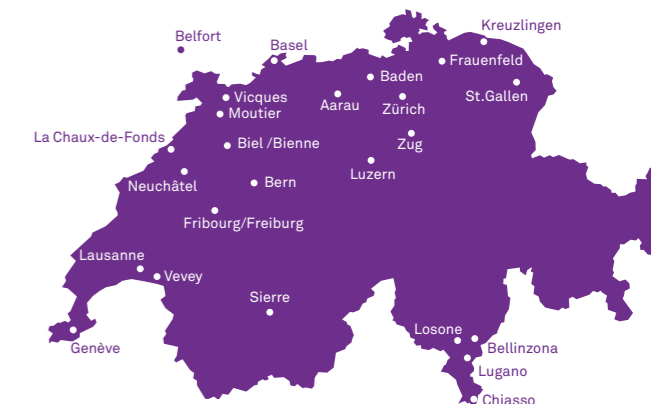 Kreuzlingen
Belfort
Basel
Frauenfeld
Baden
St.Gallen
Vicques
Aarau
Zürich
Moutier
La Chaux-de-Fonds
Biel /Bienne
Zug
Luzern
Neuchâtel
Bern
Fribourg/Freiburg
Lausanne
Vevey
Sierre
Losone
Genève
Bellinzona
Lugano
Chiasso